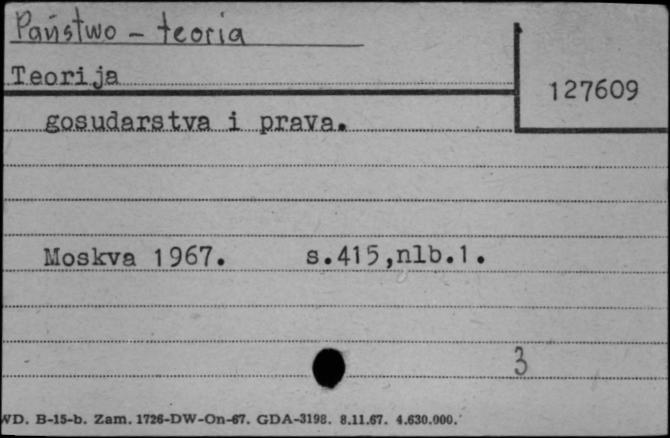 Państwo - teoria
Teorija
127609
gosudarstva i prava.
Moskva 1967. s.415,nlb.1.
3
WD. B-15-b. Zam. 1726-DW-On-67. GDA-3198. 8.11.67. 4.630.000.